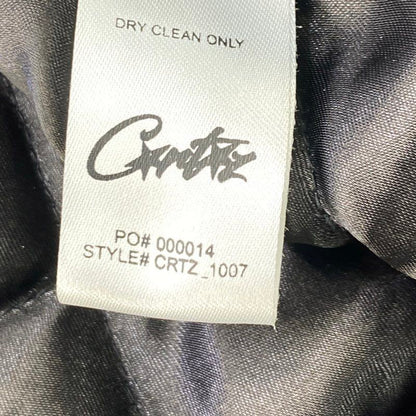 DRY CLEAN ONLY
Crtz
PO# 000014
STYLE# CRTZ_1007